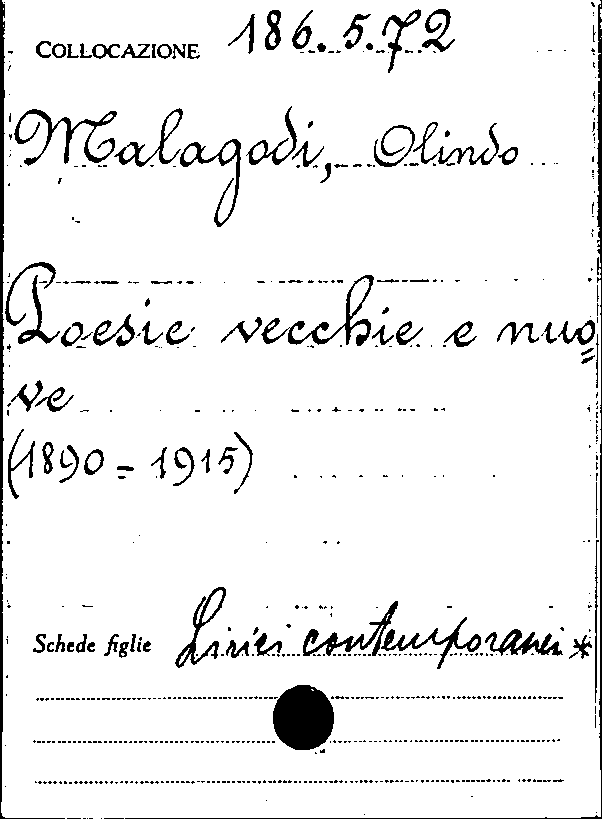 COLLOCAZIONE 186.5.72
Malagodi, Olindo
Poesie vecchie e nuo=
ve
(1890-1915)
Schede figlie Lirici contemporanei *